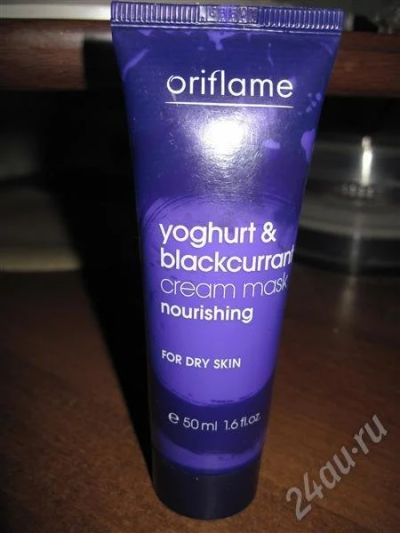 oriflame
yoghurt &
blackcurrant
cream mask
nourishing
FOR DRY SKIN
℮ 50 ml 1.6 fl.oz.
24au.ru